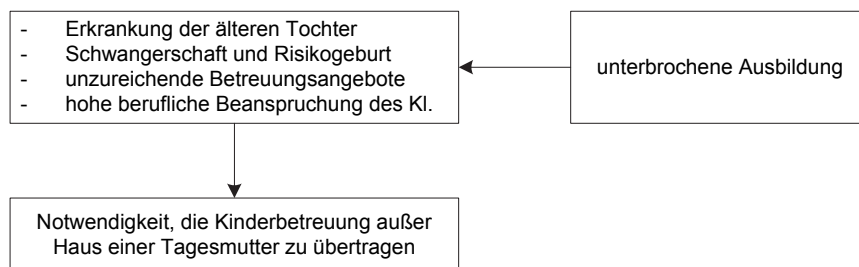 - Erkrankung der älteren Tochter
- Schwangerschaft und Risikogeburt
- unzureichende Betreuungsangebote
- hohe berufliche Beanspruchung des Kl.
unterbrochene Ausbildung
Notwendigkeit, die Kinderbetreuung außer
Haus einer Tagesmutter zu übertragen